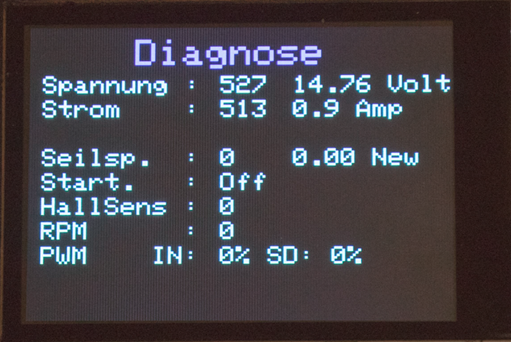 Diagnose
Spannung : 527 14.76 Volt
Strom : 513 0.9 Amp
Seilsp. : 0 0.00 New
Start. : Off
HallSens : 0
RPM : 0
PWM IN: 0% SD: 0%